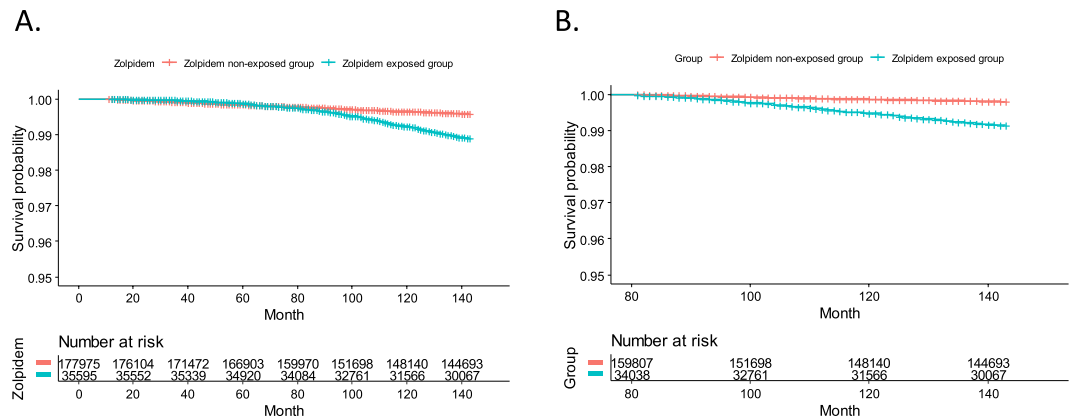 A.
Zolpidem Zolpidem non-exposed group Zolpidem exposed group
1.00
0.99
0.98
0.97
0.96
0.95
Survival probability
0 20 40 60 80 100 120 140
Month
Number at risk
Zolpidem
177975 176104 171472 166903 159970 151698 148140 144693
35595 35552 35339 34920 34084 32761 31566 30067
0 20 40 60 80 100 120 140
Month
B.
Group Zolpidem non-exposed group Zolpidem exposed group
1.00
0.99
0.98
0.97
0.96
0.95
Survival probability
80 100 120 140
Month
Number at risk
Group
159807 151698 148140 144693
34038 32761 31566 30067
80 100 120 140
Month